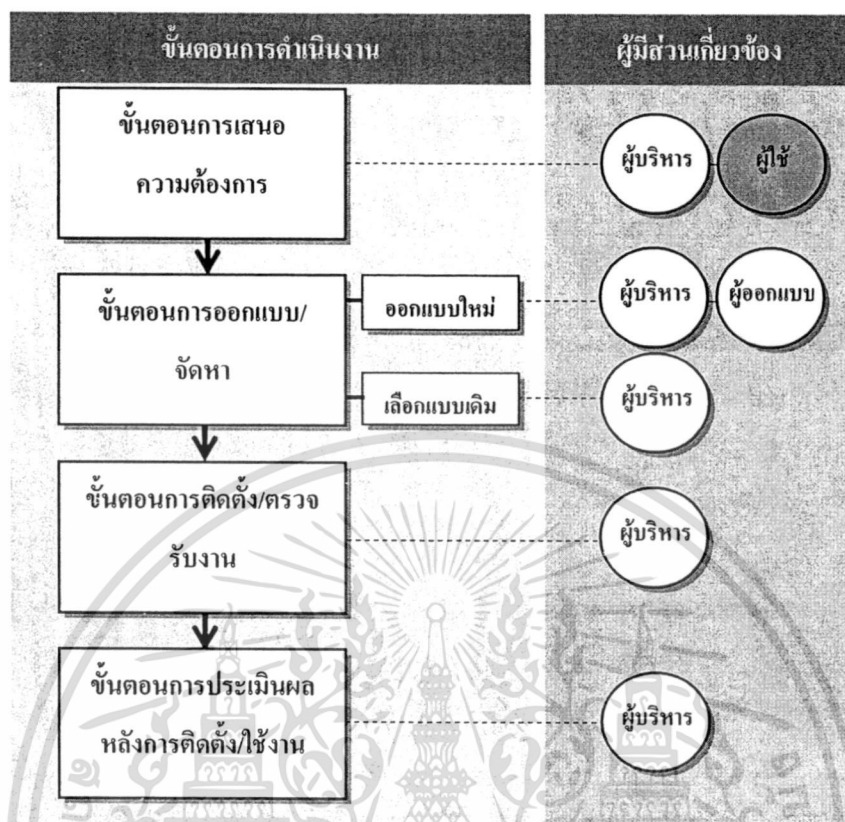 ขั้นตอนการดำเนินงาน
ผู้มีส่วนเกี่ยวข้อง
ขั้นตอนการเสนอ
ความต้องการ
ผู้บริหาร
ผู้ใช้
ขั้นตอนการออกแบบ/
จัดหา
ออกแบบใหม่
ผู้บริหาร
ผู้ออกแบบ
เลือกแบบเดิม
ผู้บริหาร
ขั้นตอนการติดตั้ง/ตรวจ
รับงาน
ผู้บริหาร
ขั้นตอนการประเมินผล
หลังการติดตั้ง/ใช้งาน
ผู้บริหาร